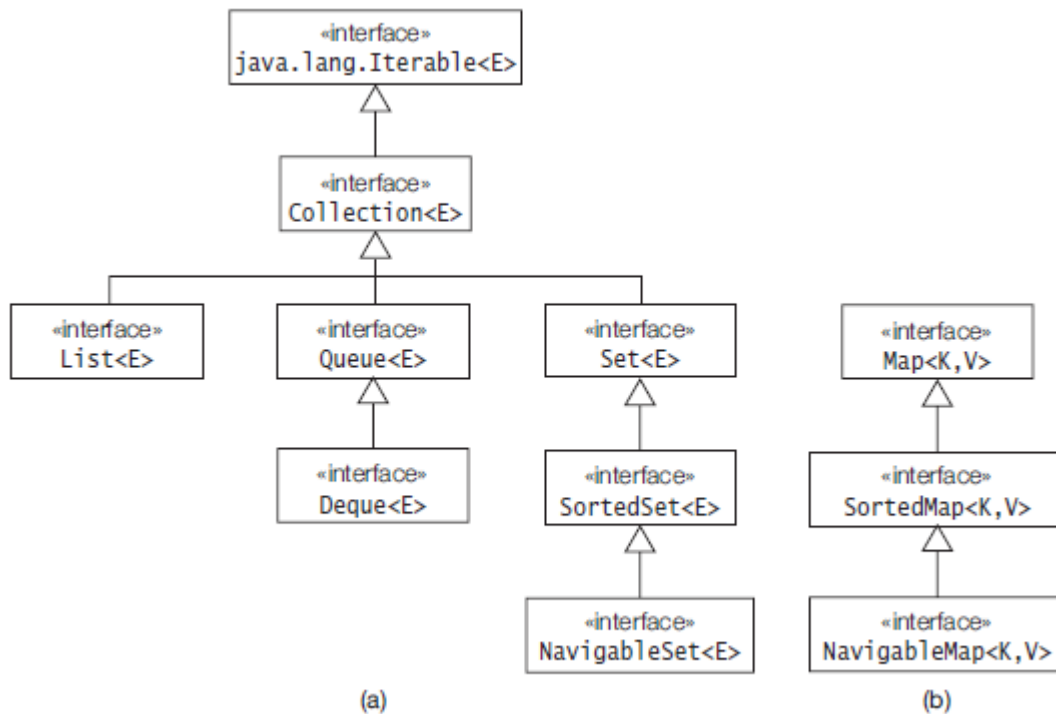 «interface»
java.lang.Iterable<E>
«interface»
Collection<E>
«interface»
List<E>
«interface»
Queue<E>
«interface»
Set<E>
«interface»
Map<K,V>
«interface»
Deque<E>
«interface»
SortedSet<E>
«interface»
SortedMap<K,V>
«interface»
NavigableSet<E>
«interface»
NavigableMap<K,V>
(a)
(b)